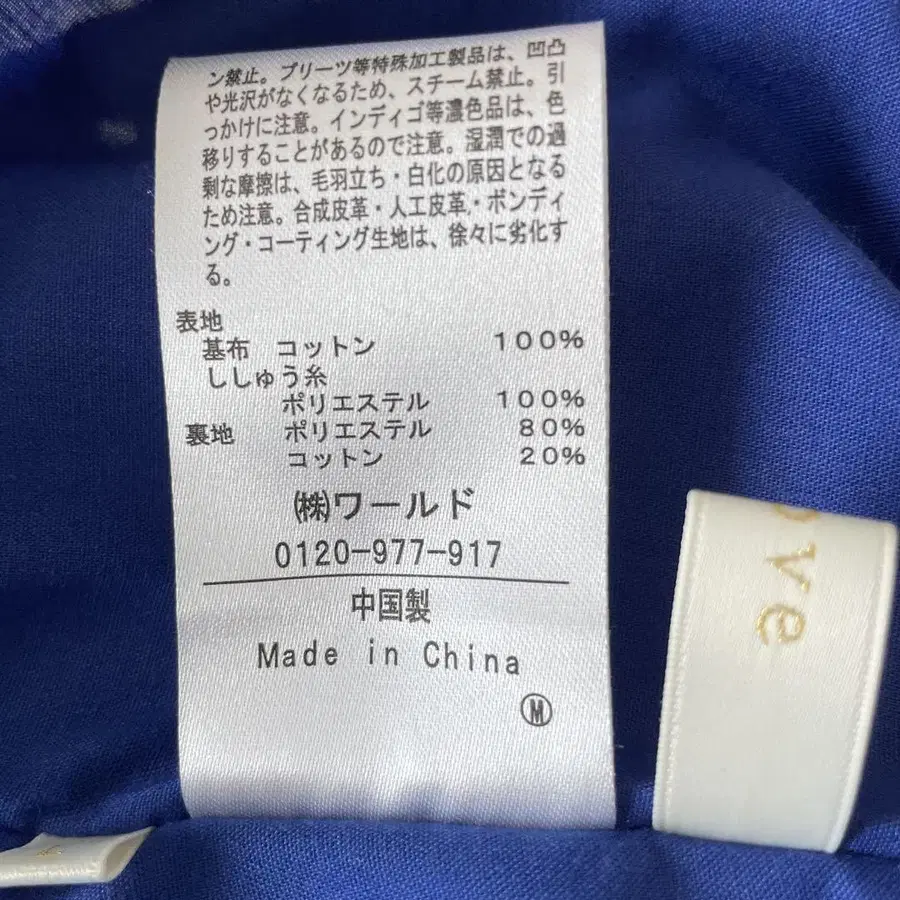 ン禁止。プリーツ等特殊加工製品は、凹凸
や光沢がなくなるため、スチーム禁止。引
っかけに注意。インディゴ等濃色品は、色
移りすることがあるので注意。湿潤での過
剰な摩擦は、毛羽立ち・白化の原因となる
ため注意。合成皮革・人工皮革・ボンディ
ング・コーティング生地は、徐々に劣化す
る。
表地
基布 コットン 100%
ししゅう糸
ポリエステル 100%
裏地 ポリエステル 80%
コットン 20%
㈱ワールド
0120-977-917
中国製
Made in China
Ⓜ
ove